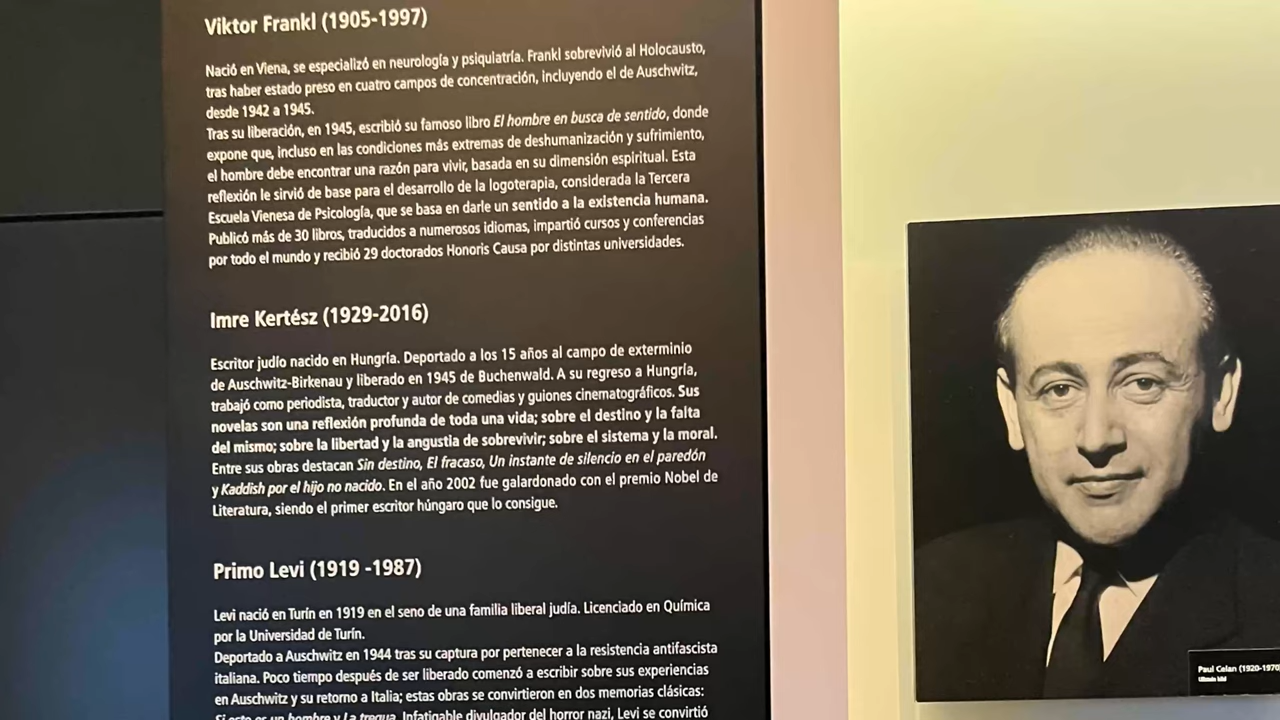 Viktor Frankl (1905-1997)
Nació en Viena, se especializó en neurología y psiquiatría. Frankl sobrevivió al Holocausto,
tras haber estado preso en cuatro campos de concentración, incluyendo el de Auschwitz,
desde 1942 a 1945.
Tras su liberación, en 1945, escribió su famoso libro El hombre en busca de sentido, donde
expone que, incluso en las condiciones más extremas de deshumanización y sufrimiento,
el hombre debe encontrar una razón para vivir, basada en su dimensión espiritual. Esta
reflexión le sirvió de base para el desarrollo de la logoterapia, considerada la Tercera
Escuela Vienesa de Psicología, que se basa en darle un sentido a la existencia humana.
Publicó más de 30 libros, traducidos a numerosos idiomas, impartió cursos y conferencias
por todo el mundo y recibió 29 doctorados Honoris Causa por distintas universidades.
Imre Kertész (1929-2016)
Escritor judío nacido en Hungría. Deportado a los 15 años al campo de exterminio
de Auschwitz-Birkenau y liberado en 1945 de Buchenwald. A su regreso a Hungría,
trabajó como periodista, traductor y autor de comedias y guiones cinematográficos. Sus
novelas son una reflexión profunda de toda una vida; sobre el destino y la falta
del mismo; sobre la libertad y la angustia de sobrevivir; sobre el sistema y la moral.
Entre sus obras destacan Sin destino, El fracaso, Un instante de silencio en el paredón
y Kaddish por el hijo no nacido. En el año 2002 fue galardonado con el premio Nobel de
Literatura, siendo el primer escritor húngaro que lo consigue.
Primo Levi (1919 -1987)
Levi nació en Turín en 1919 en el seno de una familia liberal judía. Licenciado en Química
por la Universidad de Turín.
Deportado a Auschwitz en 1944 tras su captura por pertenecer a la resistencia antifascista
italiana. Poco tiempo después de ser liberado comenzó a escribir sobre sus experiencias
en Auschwitz y su retorno a Italia; estas obras se convirtieron en dos memorias clásicas:
Si esto es un hombre y La tregua. Infatigable divulgador del horror nazi, Levi se convirtió
Paul Celan (1920-1970